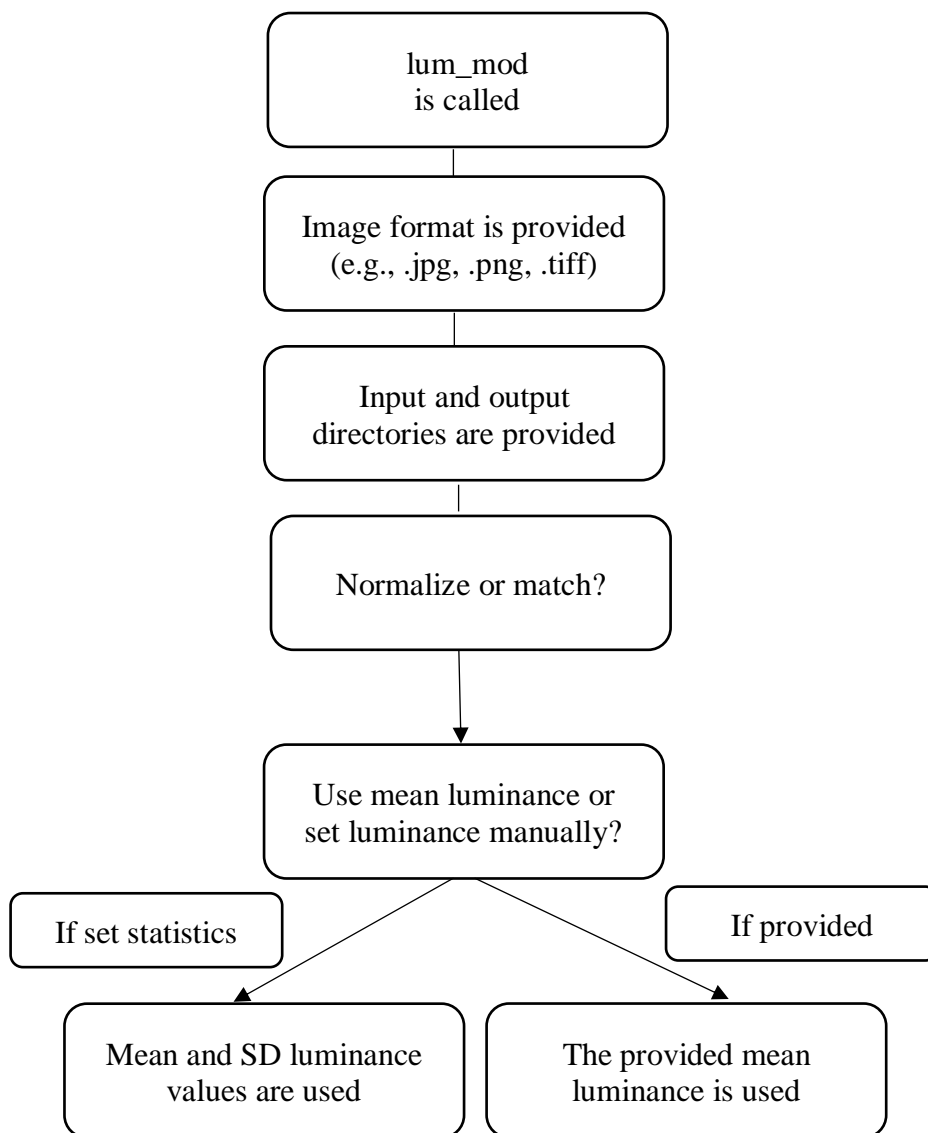 lum_mod
is called
Image format is provided
(e.g., .jpg, .png, .tiff)
Input and output
directories are provided
Normalize or match?
Use mean luminance or
set luminance manually?
If set statistics
If provided
Mean and SD luminance
values are used
The provided mean
luminance is used